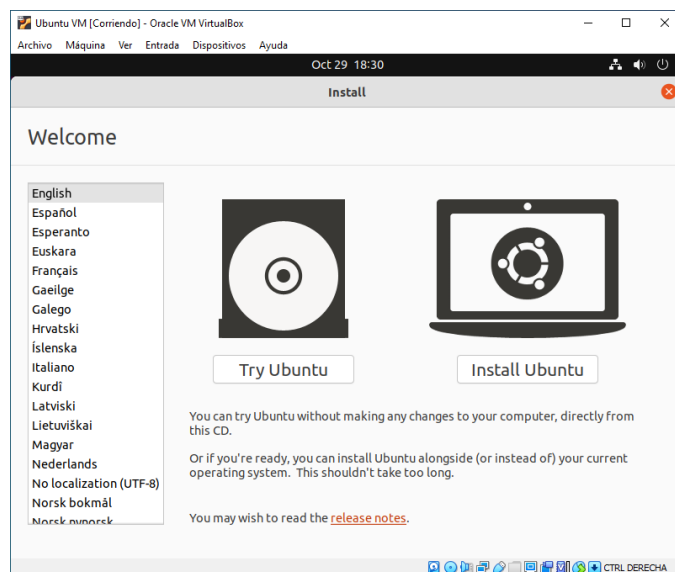 Ubuntu VM [Corriendo] - Oracle VM VirtualBox
Archivo Máquina Ver Entrada Dispositivos Ayuda
Oct 29 18:30
Install
Welcome
English
Español
Esperanto
Euskara
Français
Gaeilge
Galego
Hrvatski
Íslenska
Italiano
Kurdî
Latviski
Lietuviškai
Magyar
Nederlands
No localization (UTF-8)
Norsk bokmål
Norsk nynorsk
Try Ubuntu
Install Ubuntu
You can try Ubuntu without making any changes to your computer, directly from
this CD.
Or if you're ready, you can install Ubuntu alongside (or instead of) your current
operating system. This shouldn't take too long.
You may wish to read the release notes.
CTRL DERECHA